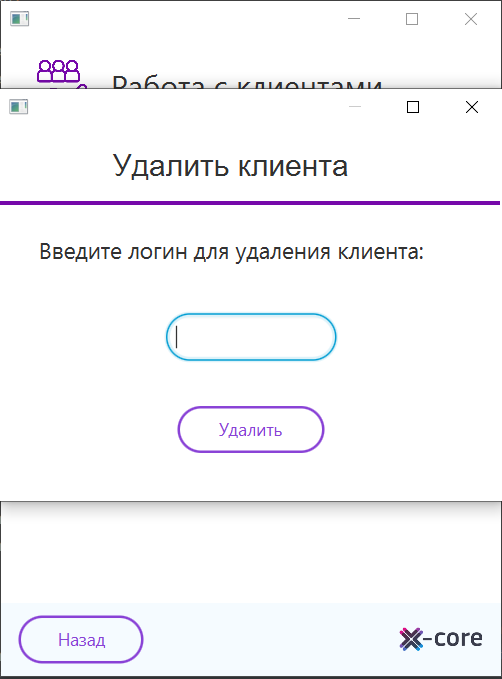 Работа с клиентами
Удалить клиента
Введите логин для удаления клиента:
Удалить
Назад
X-core